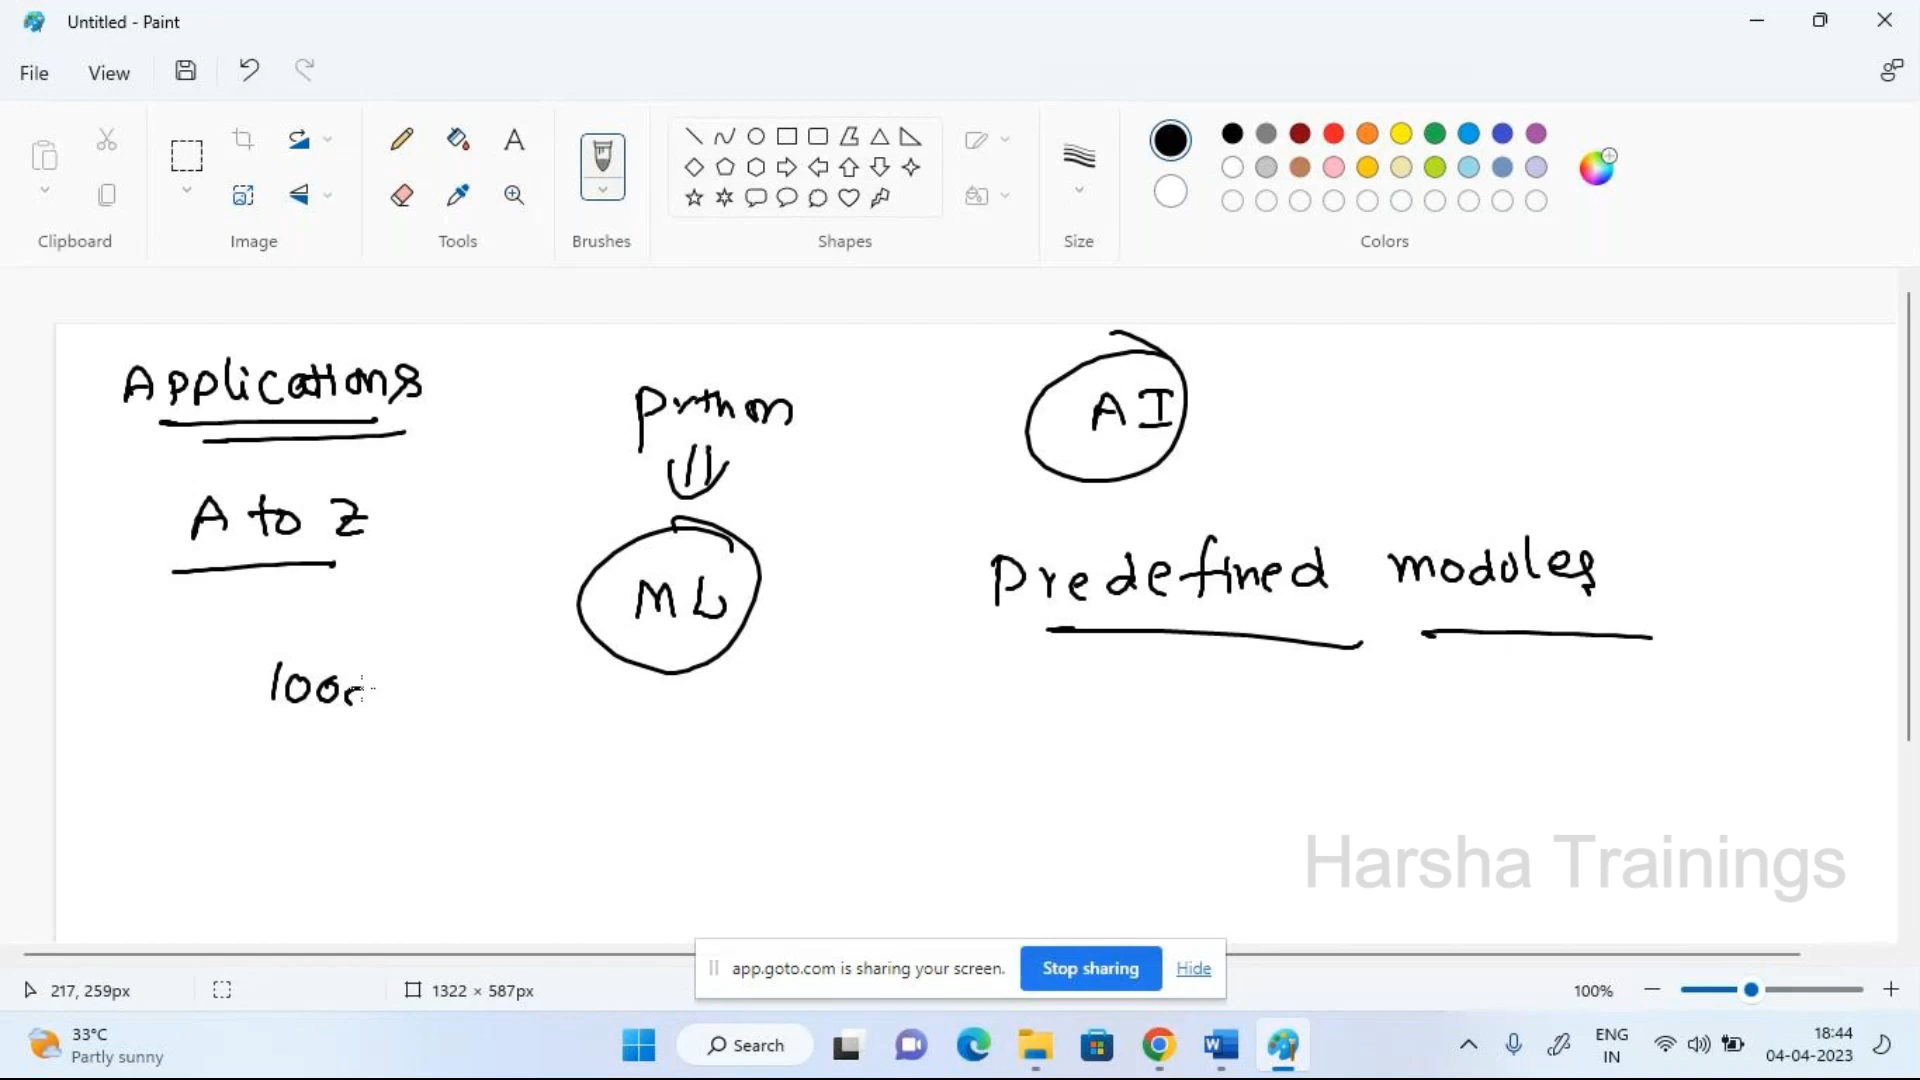 Untitled - Paint
File View
Clipboard Image Tools Brushes Shapes Size Colors
Applications
python
AI
A to Z
ML
Predefined modules
100
Harsha Trainings
app.goto.com is sharing your screen. Stop sharing Hide
217, 259px 1322 × 587px 100%
33°C
Partly sunny
Search
ENG
IN
18:44
04-04-2023